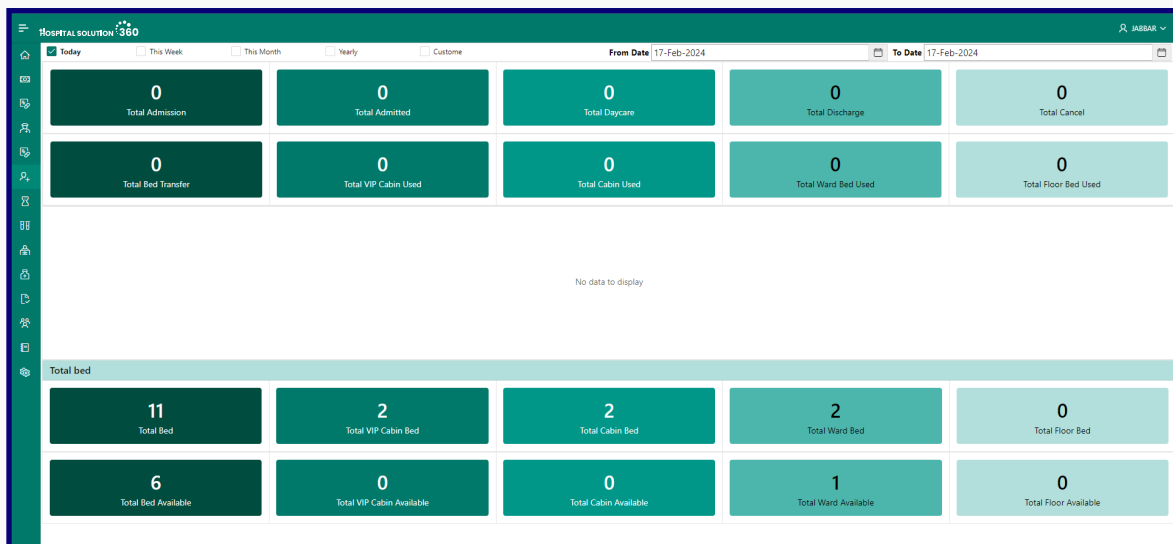 HOSPITAL SOLUTION 360
JABBAR
Today This Week This Month Yearly Custome From Date 17-Feb-2024 To Date 17-Feb-2024
0 0 0 0 0
Total Admission Total Admitted Total Daycare Total Discharge Total Cancel
0 0 0 0 0
Total Bed Transfer Total VIP Cabin Used Total Cabin Used Total Ward Bed Used Total Floor Bed Used
No data to display
Total bed
11 2 2 2 0
Total Bed Total VIP Cabin Bed Total Cabin Bed Total Ward Bed Total Floor Bed
6 0 0 1 0
Total Bed Available Total VIP Cabin Available Total Cabin Available Total Ward Available Total Floor Available